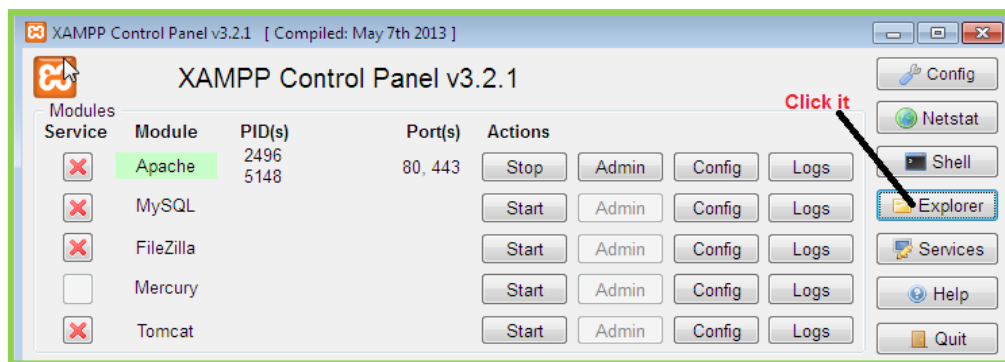 XAMPP Control Panel v3.2.1 [ Compiled: May 7th 2013 ]
XAMPP Control Panel v3.2.1
Config
Click it
Modules
Netstat
Service Module PID(s) Port(s) Actions
Apache 2496 80, 443 Stop Admin Config Logs
5148
Shell
MySQL Start Admin Config Logs
Explorer
FileZilla Start Admin Config Logs
Services
Mercury Start Admin Config Logs
Help
Tomcat Start Admin Config Logs
Quit